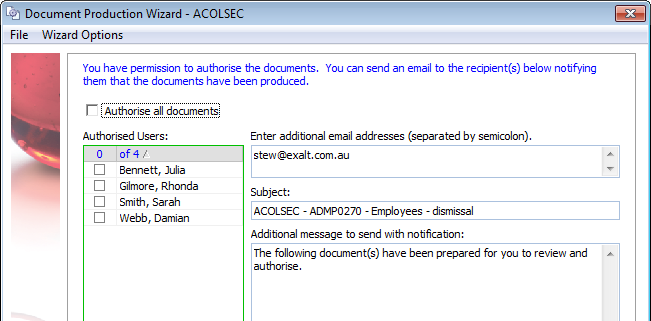 Document Production Wizard - ACOLSEC
File Wizard Options
You have permission to authorise the documents. You can send an email to the recipient(s) below notifying
them that the documents have been produced.
Authorise all documents
Authorised Users:
0 of 4
Bennett, Julia
Gilmore, Rhonda
Smith, Sarah
Webb, Damian
Enter additional email addresses (separated by semicolon).
stew@exalt.com.au
Subject:
ACOLSEC - ADMP0270 - Employees - dismissal
Additional message to send with notification:
The following document(s) have been prepared for you to review and
authorise.